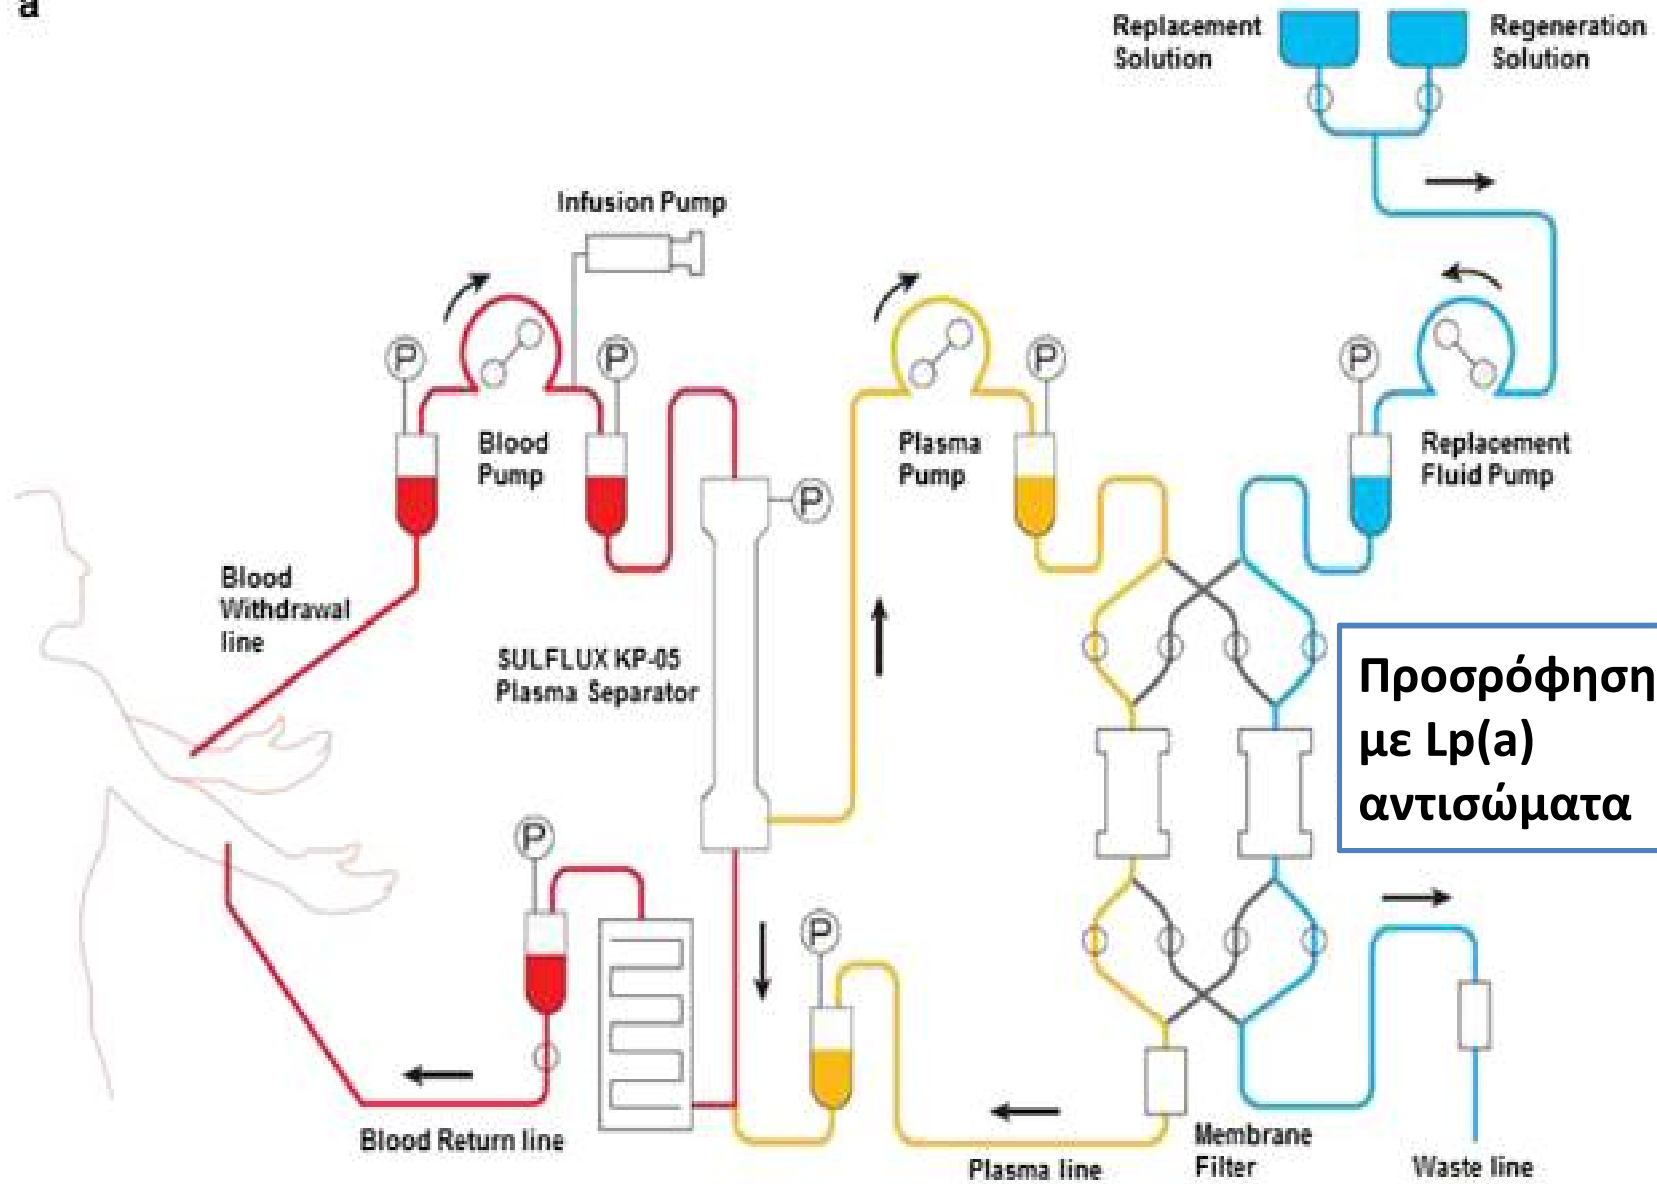 a
Replacement
Solution
Regeneration
Solution
Infusion Pump
P
P
P
P
Blood
Pump
Plasma
Pump
Replacement
Fluid Pump
P
Blood
Withdrawal
line
SULFLUX KP-05
Plasma Separator
Προσρόφηση
με Lp(a)
αντισώματα
P
P
Blood Return line
Plasma line
Membrane
Filter
Waste line